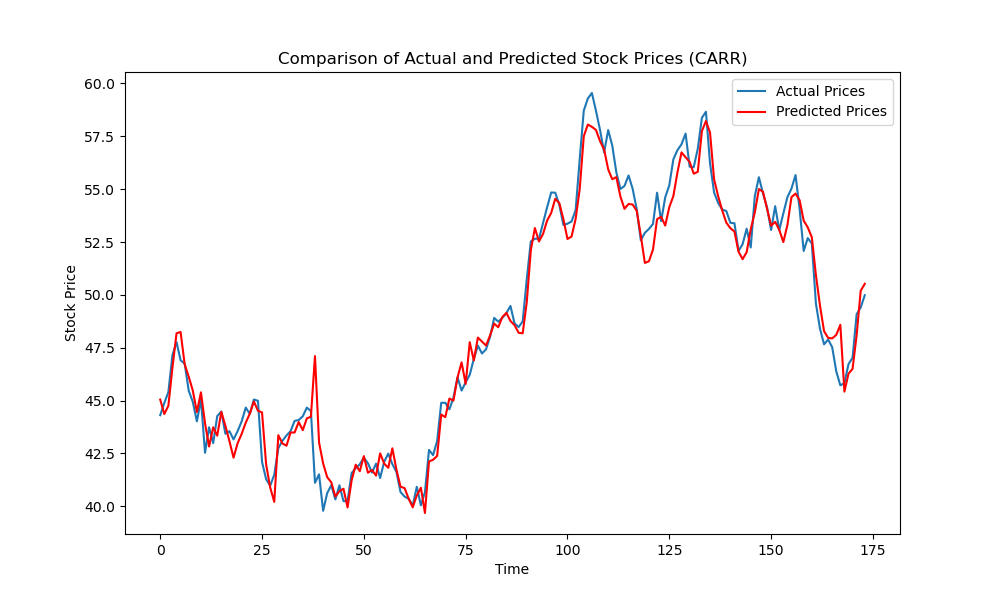 Comparison of Actual and Predicted Stock Prices (CARR)
Actual Prices
Predicted Prices
Stock Price
60.0
57.5
55.0
52.5
50.0
47.5
45.0
42.5
40.0
0 25 50 75 100 125 150 175
Time